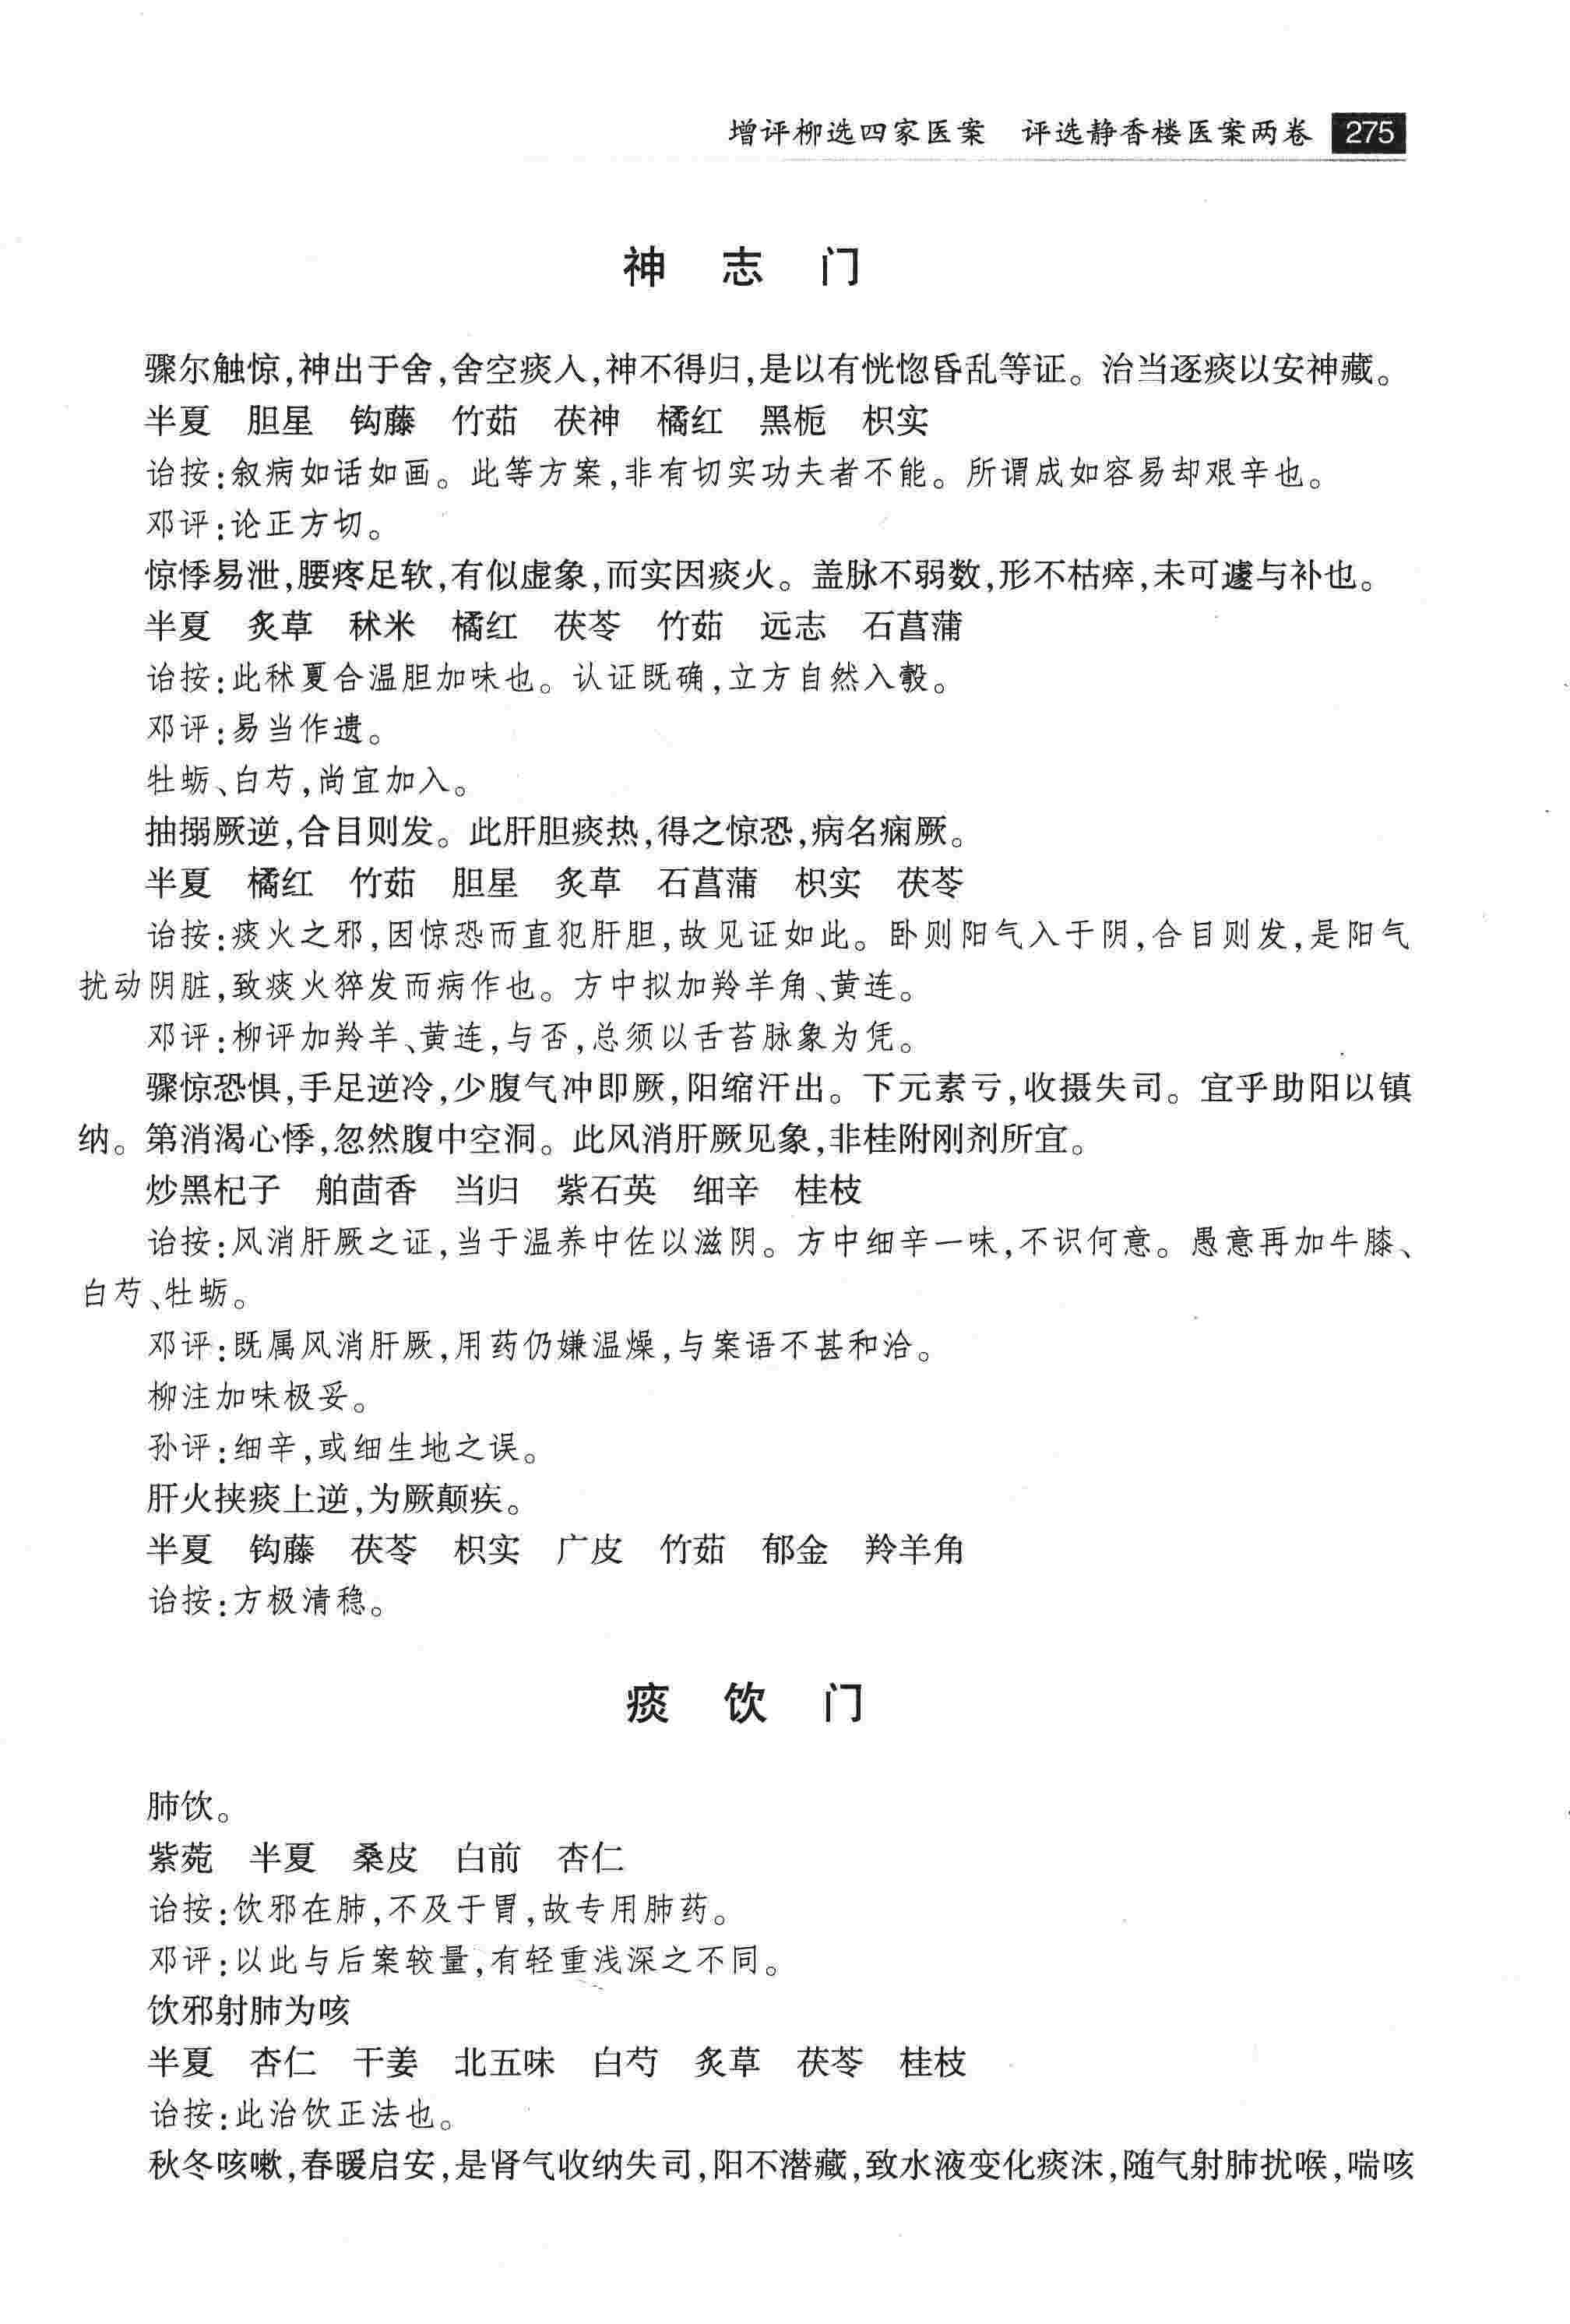 增评柳选四家医案　评选静香楼医案两卷　275
神　志　门
骤尔触惊,神出于舍,舍空痰入,神不得归,是以有恍惚昏乱等证。治当逐痰以安神藏。
半夏　胆星　钩藤　竹茹　茯神　橘红　黑栀　枳实
诒按:叙病如话如画。此等方案,非有切实功夫者不能。所谓成如容易却艰辛也。
邓评:论正方切。
惊悸易泄,腰疼足软,有似虚象,而实因痰火。盖脉不弱数,形不枯瘁,未可遽与补也。
半夏　炙草　秫米　橘红　茯苓　竹茹　远志　石菖蒲
诒按:此秫夏合温胆加味也。认证既确,立方自然入彀。
邓评:易当作遗。
牡蛎、白芍,尚宜加入。
抽搦厥逆,合目则发。此肝胆痰热,得之惊恐,病名痫厥。
半夏　橘红　竹茹　胆星　炙草　石菖蒲　枳实　茯苓
诒按:痰火之邪,因惊恐而直犯肝胆,故见证如此。卧则阳气入于阴,合目则发,是阳气
扰动阴脏,致痰火猝发而病作也。方中拟加羚羊角、黄连。
邓评:柳评加羚羊、黄连,与否,总须以舌苔脉象为凭。
骤惊恐惧,手足逆冷,少腹气冲即厥,阳缩汗出。下元素亏,收摄失司。宜乎助阳以镇
纳。第消渴心悸,忽然腹中空洞。此风消肝厥见象,非桂附刚剂所宜。
炒黑杞子　舶茴香　当归　紫石英　细辛　桂枝
诒按:风消肝厥之证,当于温养中佐以滋阴。方中细辛一味,不识何意。愚意再加牛膝、
白芍、牡蛎。
邓评:既属风消肝厥,用药仍嫌温燥,与案语不甚和洽。
柳注加味极妥。
孙评:细辛,或细生地之误。
肝火挟痰上逆,为厥颠疾。
半夏　钩藤　茯苓　枳实　广皮　竹茹　郁金　羚羊角
诒按:方极清稳。
痰　饮　门
肺饮。
紫菀　半夏　桑皮　白前　杏仁
诒按:饮邪在肺,不及于胃,故专用肺药。
邓评:以此与后案较量,有轻重浅深之不同。
饮邪射肺为咳
半夏　杏仁　干姜　北五味　白芍　炙草　茯苓　桂枝
诒按:此治饮正法也。
秋冬咳嗽,春暖启安,是肾气收纳失司,阳不潜藏,致水液变化痰沫,随气射肺扰喉,喘咳